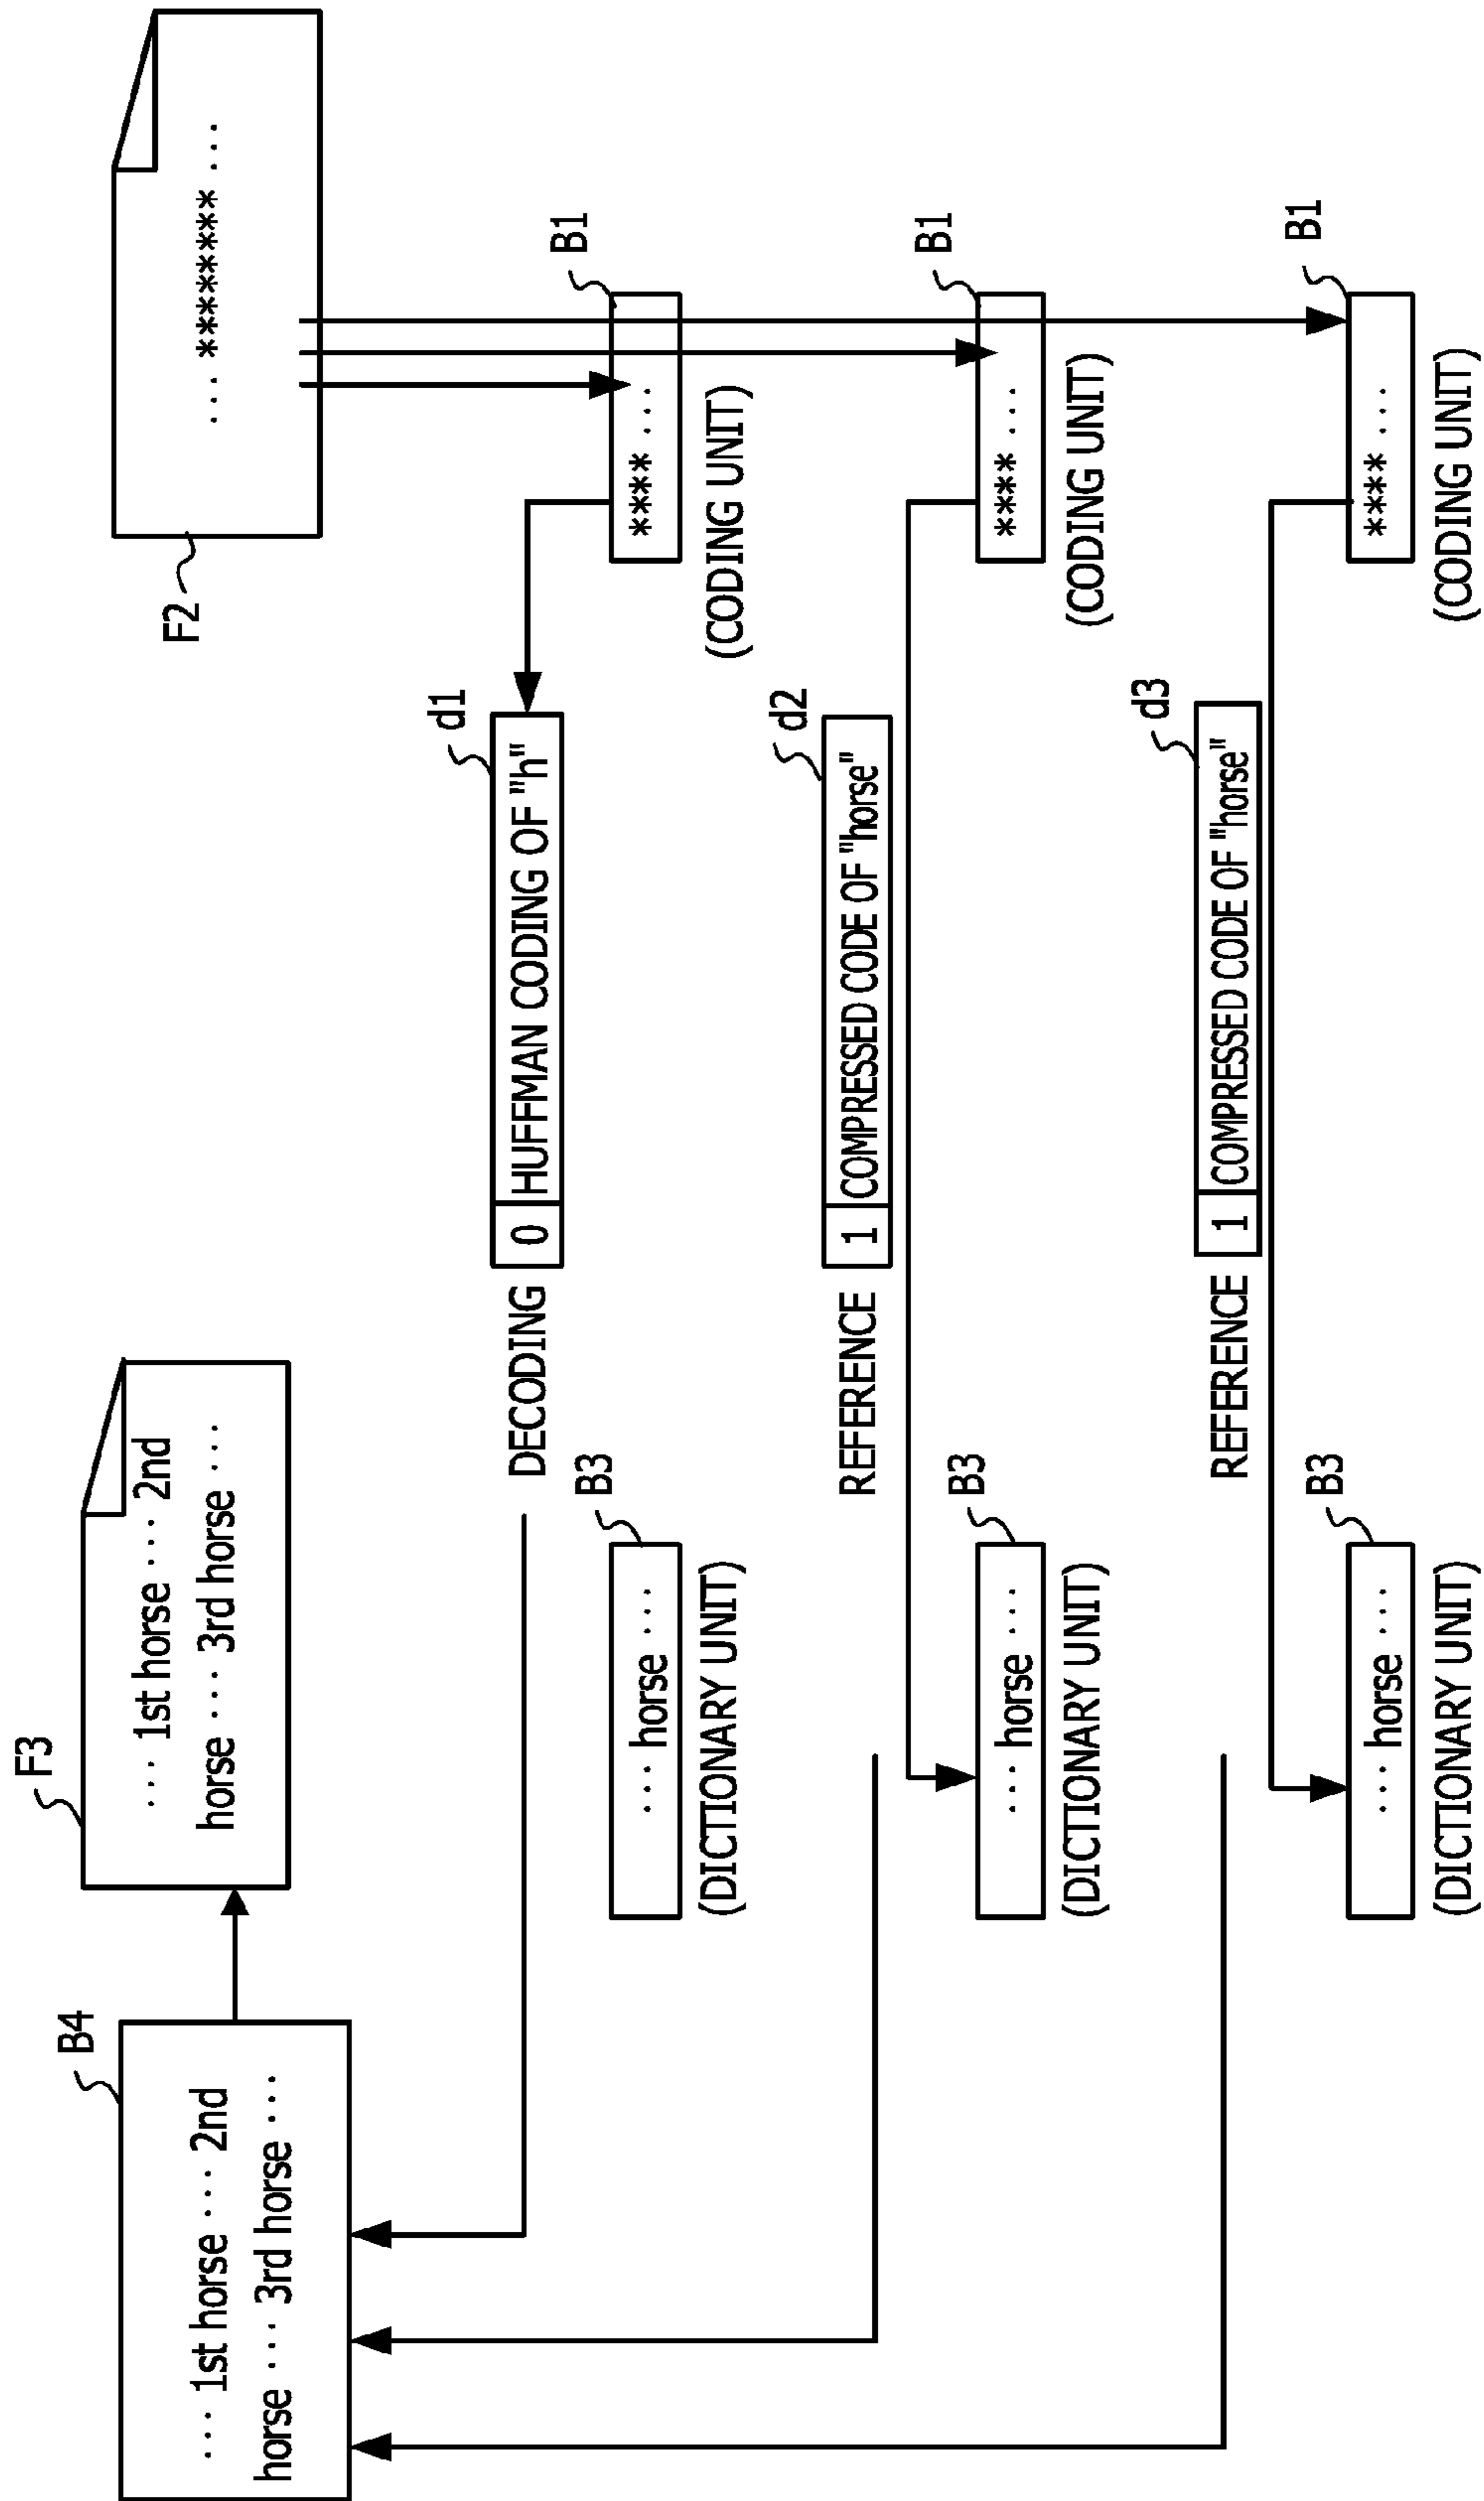 B4
··· 1st horse ··· 2nd
horse ··· 3rd horse ···
F3
··· 1st horse ··· 2nd
horse ··· 3rd horse ···
F2
··· ******** ···
DECODING
0
HUFFMAN CODING OF "h"
d1
B3
··· horse ···
(DICTIONARY UNIT)
B1
**** ···
(CODING UNIT)
REFERENCE
1
COMPRESSED CODE OF "horse"
d2
B3
··· horse ···
(DICTIONARY UNIT)
B1
**** ···
(CODING UNIT)
REFERENCE
1
COMPRESSED CODE OF "horse"
d3
B3
··· horse ···
(DICTIONARY UNIT)
B1
**** ···
(CODING UNIT)